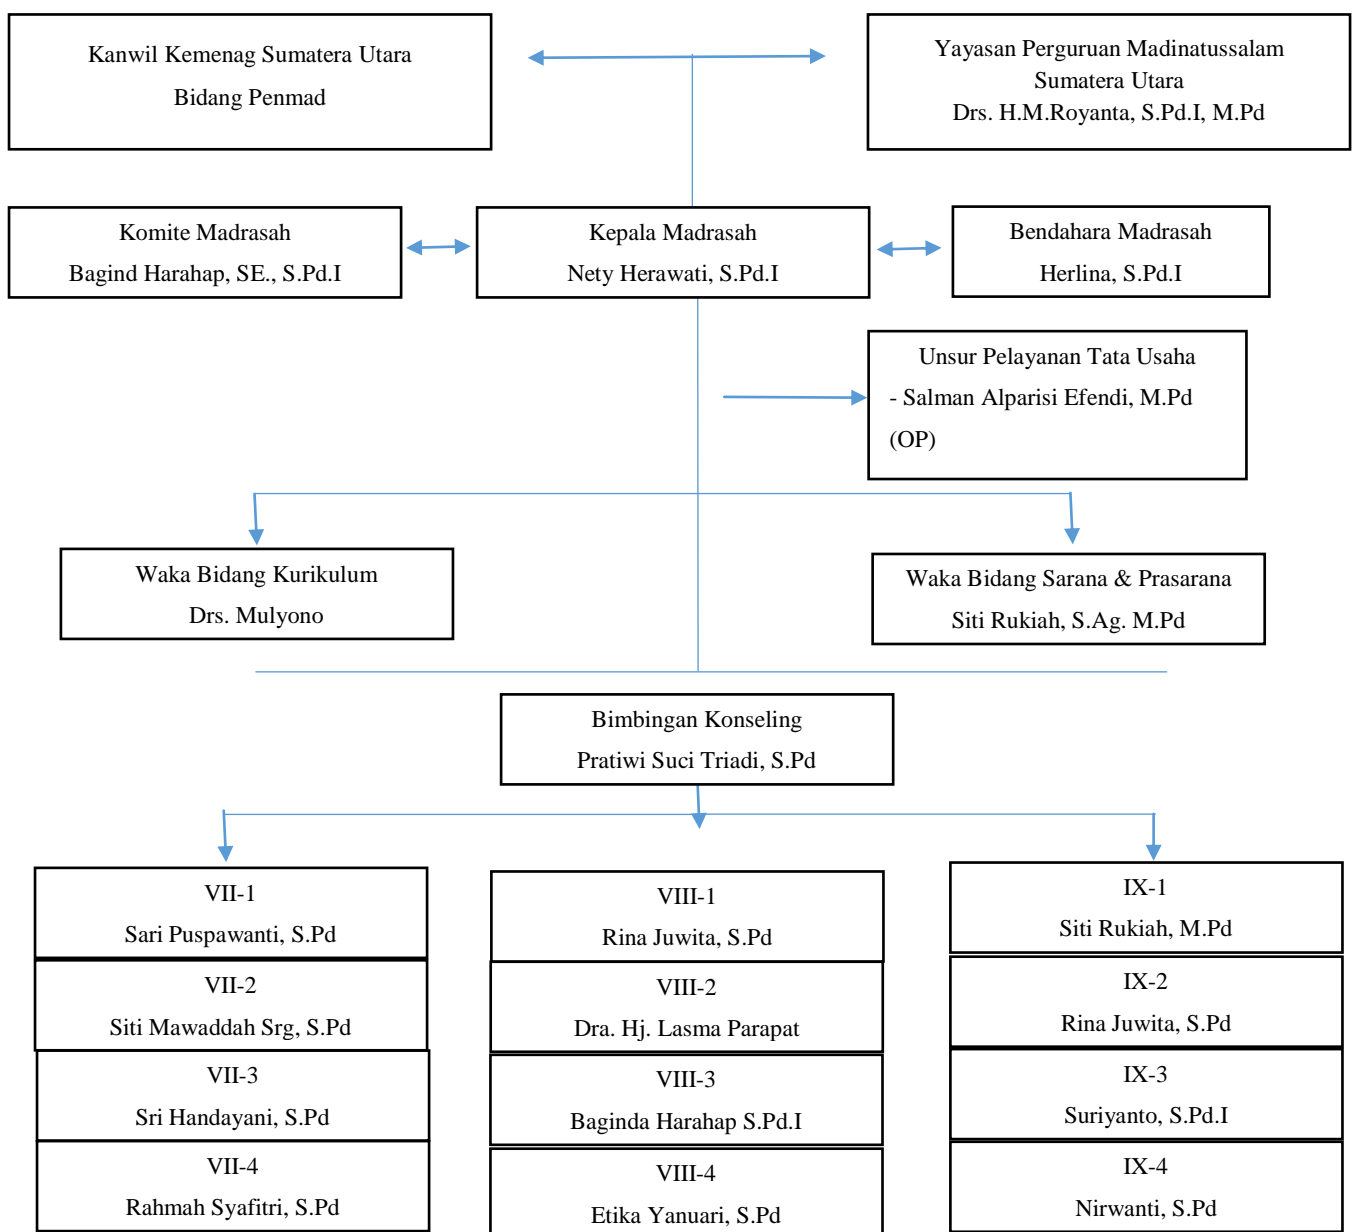 Kanwil Kemenag Sumatera Utara
Bidang Penmad
Yayasan Perguruan Madinatussalam
Sumatera Utara
Drs. H.M.Royanta, S.Pd.I, M.Pd
Komite Madrasah
Bagind Harahap, SE., S.Pd.I
Kepala Madrasah
Nety Herawati, S.Pd.I
Bendahara Madrasah
Herlina, S.Pd.I
Unsur Pelayanan Tata Usaha
- Salman Alparisi Efendi, M.Pd
(OP)
Waka Bidang Kurikulum
Drs. Mulyono
Waka Bidang Sarana & Prasarana
Siti Rukiah, S.Ag. M.Pd
Bimbingan Konseling
Pratiwi Suci Triadi, S.Pd
VII-1
Sari Puspawanti, S.Pd
VII-2
Siti Mawaddah Srg, S.Pd
VII-3
Sri Handayani, S.Pd
VII-4
Rahmah Syafitri, S.Pd
VIII-1
Rina Juwita, S.Pd
VIII-2
Dra. Hj. Lasma Parapat
VIII-3
Baginda Harahap S.Pd.I
VIII-4
Etika Yanuari, S.Pd
IX-1
Siti Rukiah, M.Pd
IX-2
Rina Juwita, S.Pd
IX-3
Suriyanto, S.Pd.I
IX-4
Nirwanti, S.Pd